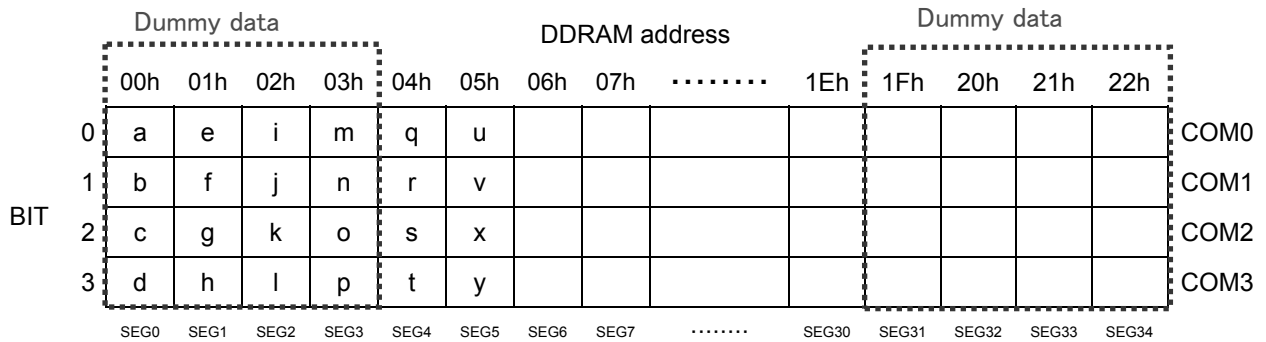 Dummy data Dummy data
DDRAM address
00h 01h 02h 03h 04h 05h 06h 07h ········ 1Eh 1Fh 20h 21h 22h
0 a e i m q u COM0
1 b f j n r v COM1
BIT
2 c g k o s x COM2
3 d h l p t y COM3
SEG0 SEG1 SEG2 SEG3 SEG4 SEG5 SEG6 SEG7 ········ SEG30 SEG31 SEG32 SEG33 SEG34